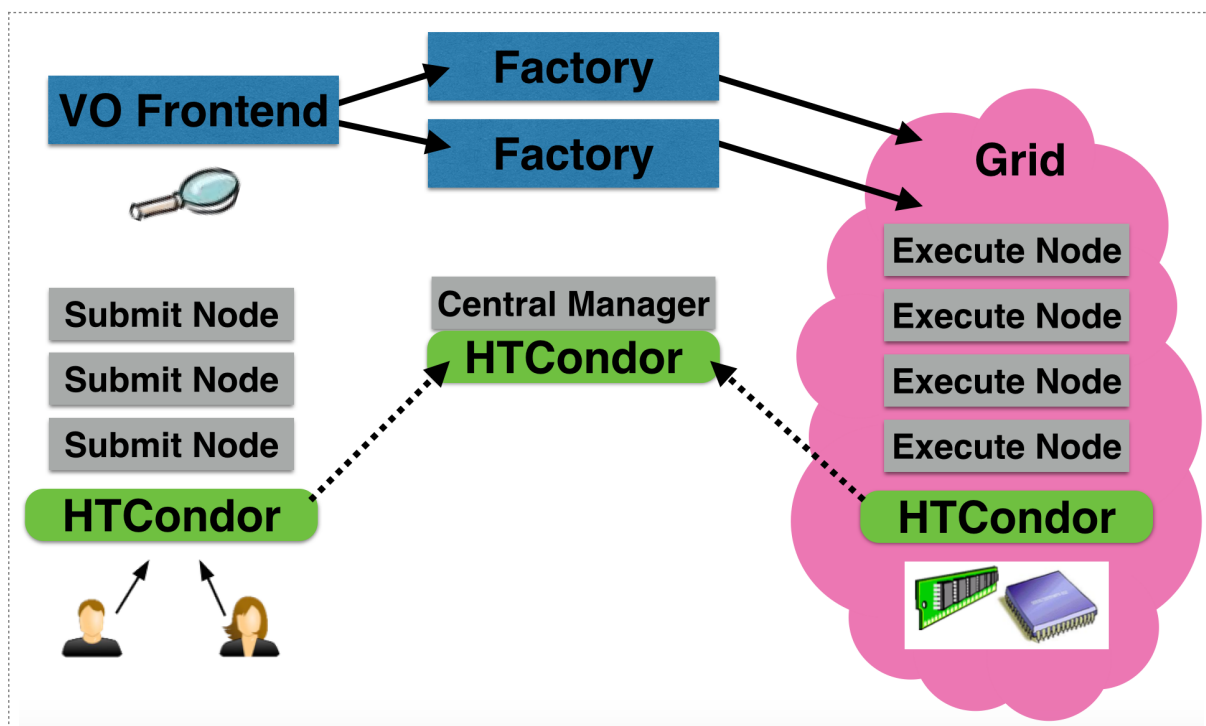 VO Frontend
Factory
Factory
Grid
Submit Node
Submit Node
Submit Node
HTCondor
Central Manager
HTCondor
Execute Node
Execute Node
Execute Node
Execute Node
HTCondor